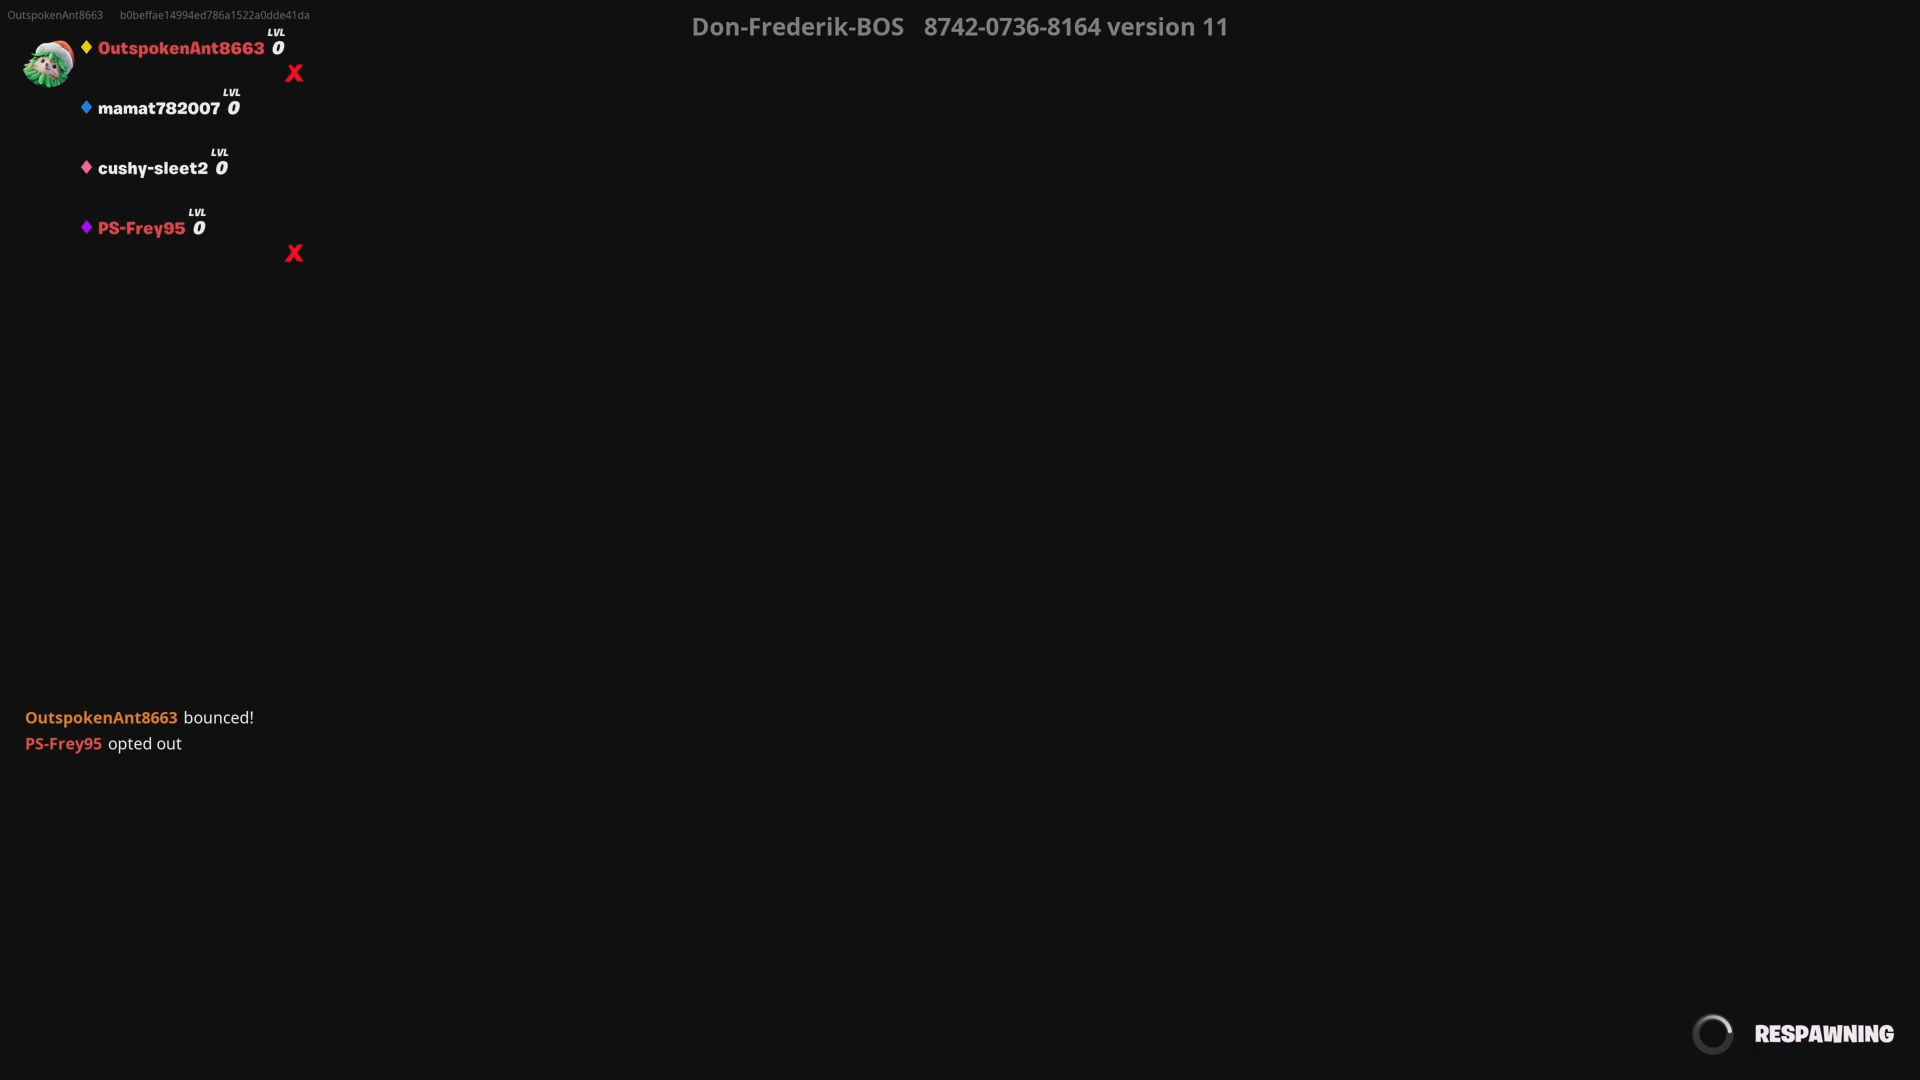 OutspokenAnt8663 b0beffae14994ed786a1522a0dde41da
Don-Frederik-BOS 8742-0736-8164 version 11
LVL
OutspokenAnt8663 0
X
LVL
mamat782007 0
LVL
cushy-sleet2 0
LVL
PS-Frey95 0
X
OutspokenAnt8663 bounced!
PS-Frey95 opted out
RESPAWNING